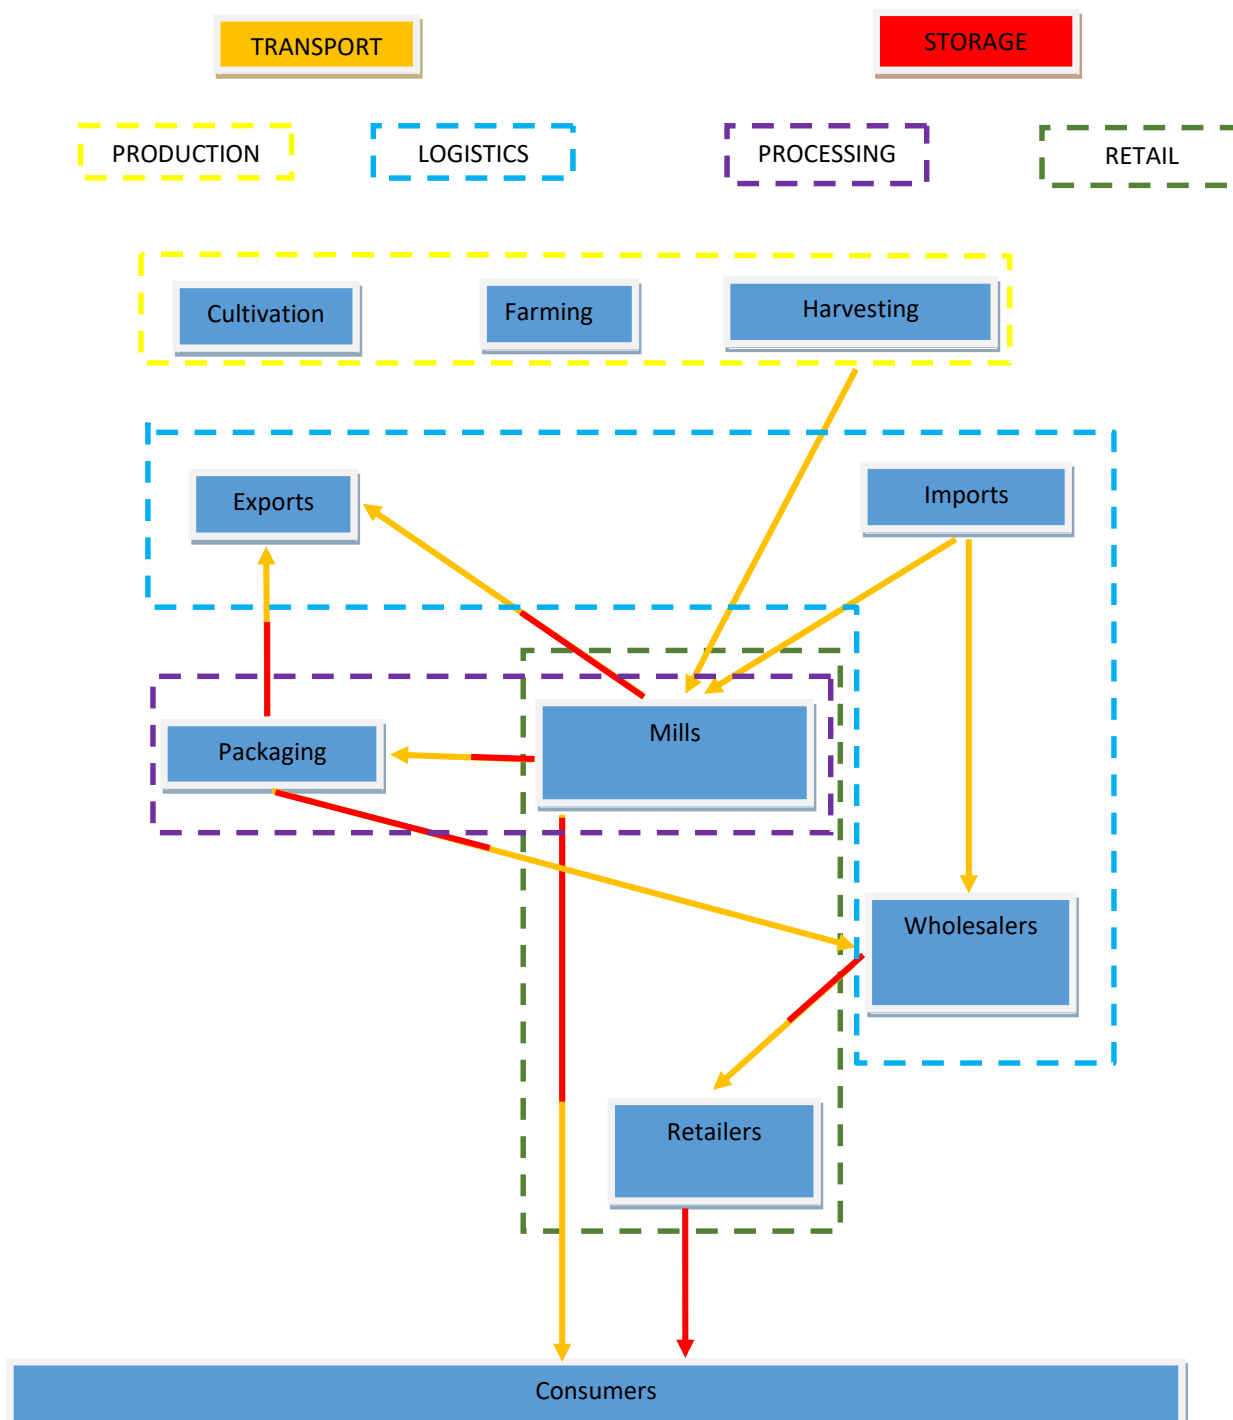 TRANSPORT
STORAGE
PRODUCTION
LOGISTICS
PROCESSING
RETAIL
Cultivation
Farming
Harvesting
Exports
Imports
Packaging
Mills
Wholesalers
Retailers
Consumers